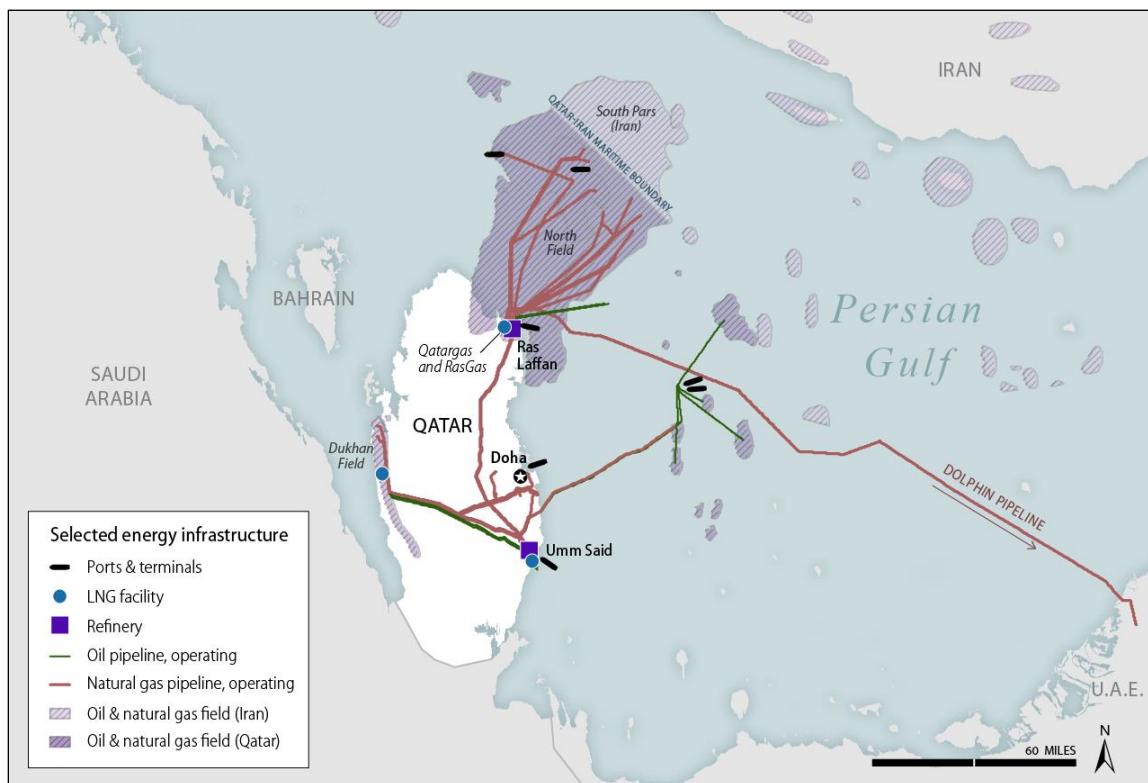 IRAN
South Pars
(Iran)
QATAR-IRAN MARITIME BOUNDARY
North
Field
BAHRAIN
Persian
Gulf
Qatargas
and RasGas
Ras
Laffan
SAUDI
ARABIA
QATAR
Dukhan
Field
Doha
DOLPHIN PIPELINE
Umm Said
Selected energy infrastructure
Ports & terminals
LNG facility
Refinery
Oil pipeline, operating
Natural gas pipeline, operating
Oil & natural gas field (Iran)
Oil & natural gas field (Qatar)
U.A.E.
60 MILES
N